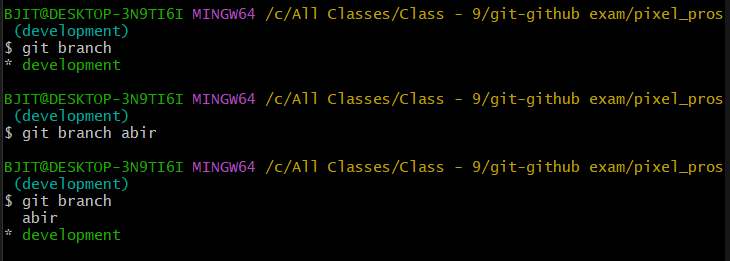 BJIT@DESKTOP-3N9TI6I MINGW64 /c/All Classes/Class - 9/git-github exam/pixel_pros
(development)
$ git branch
* development
BJIT@DESKTOP-3N9TI6I MINGW64 /c/All Classes/Class - 9/git-github exam/pixel_pros
(development)
$ git branch abir
BJIT@DESKTOP-3N9TI6I MINGW64 /c/All Classes/Class - 9/git-github exam/pixel_pros
(development)
$ git branch
abir
* development